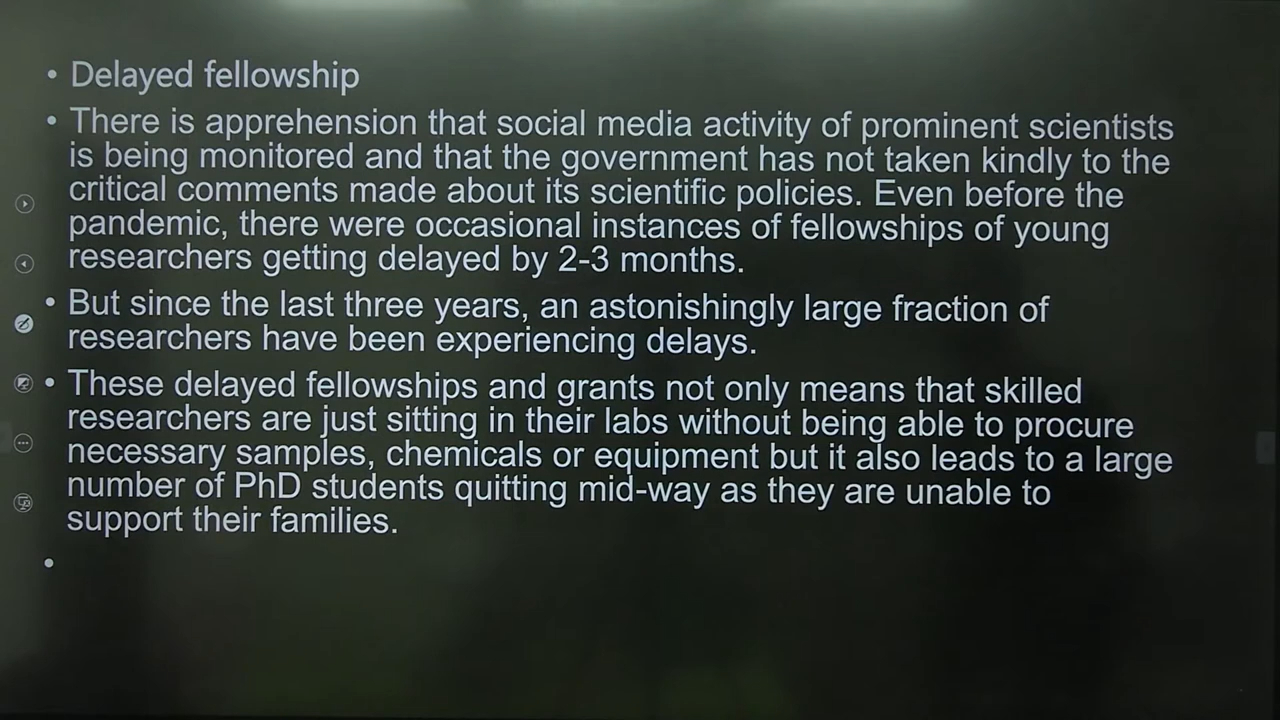 • Delayed fellowship
• There is apprehension that social media activity of prominent scientists
is being monitored and that the government has not taken kindly to the
critical comments made about its scientific policies. Even before the
pandemic, there were occasional instances of fellowships of young
researchers getting delayed by 2-3 months.
• But since the last three years, an astonishingly large fraction of
researchers have been experiencing delays.
• These delayed fellowships and grants not only means that skilled
researchers are just sitting in their labs without being able to procure
necessary samples, chemicals or equipment but it also leads to a large
number of PhD students quitting mid-way as they are unable to
support their families.
•